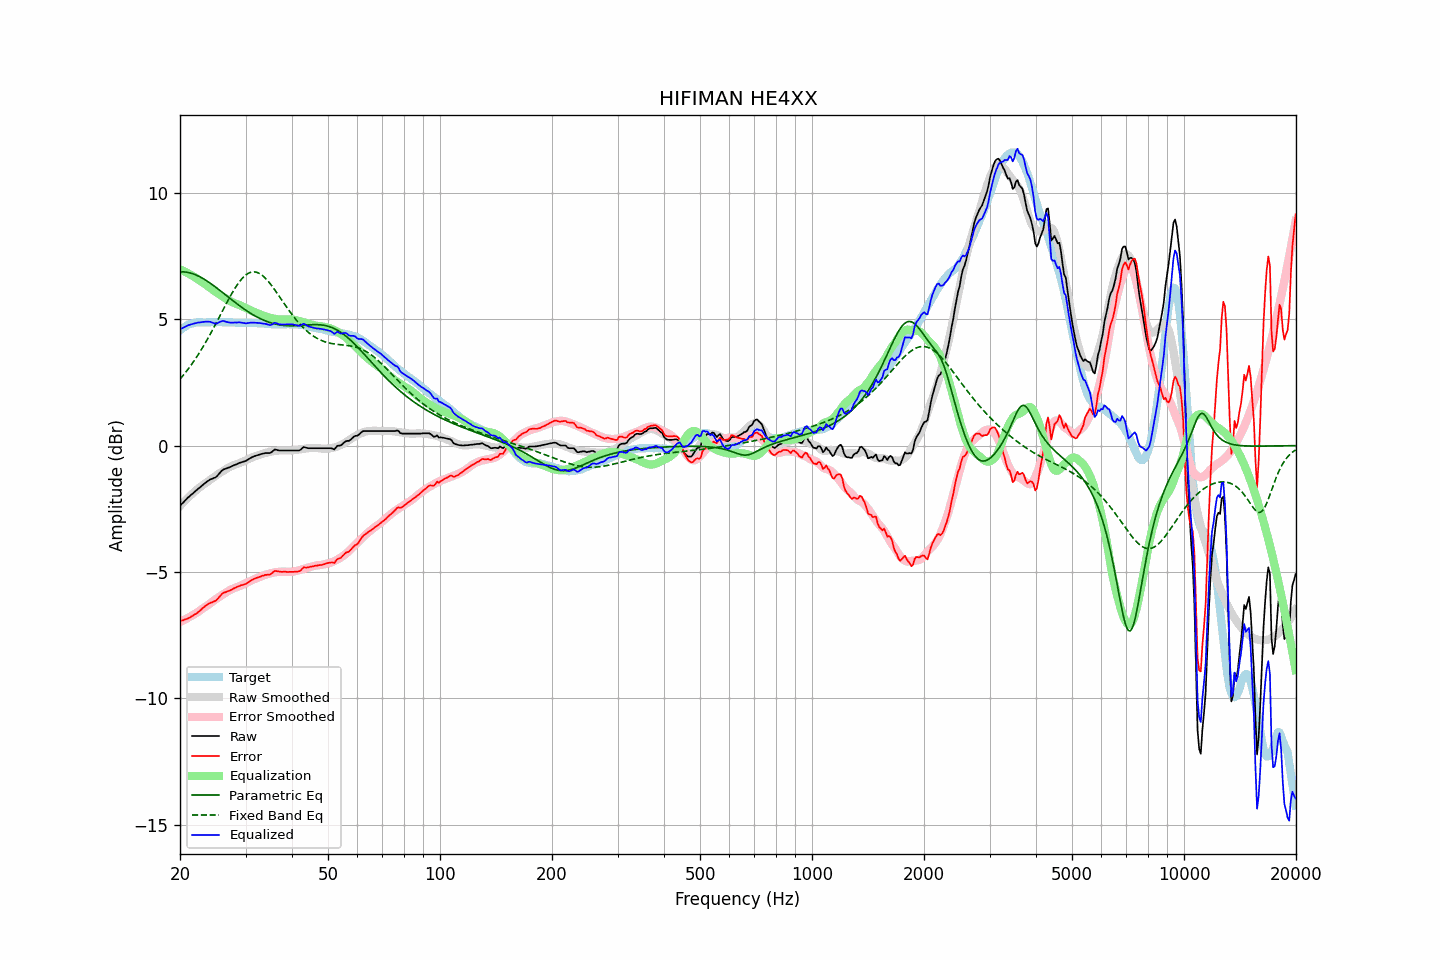 HIFIMAN HE4XX
Amplitude (dBr)
10
5
0
−5
−10
−15
Target
Raw Smoothed
Error Smoothed
Raw
Error
Equalization
Parametric Eq
Fixed Band Eq
Equalized
20
50
100
200
500
1000
2000
5000
10000
20000
Frequency (Hz)